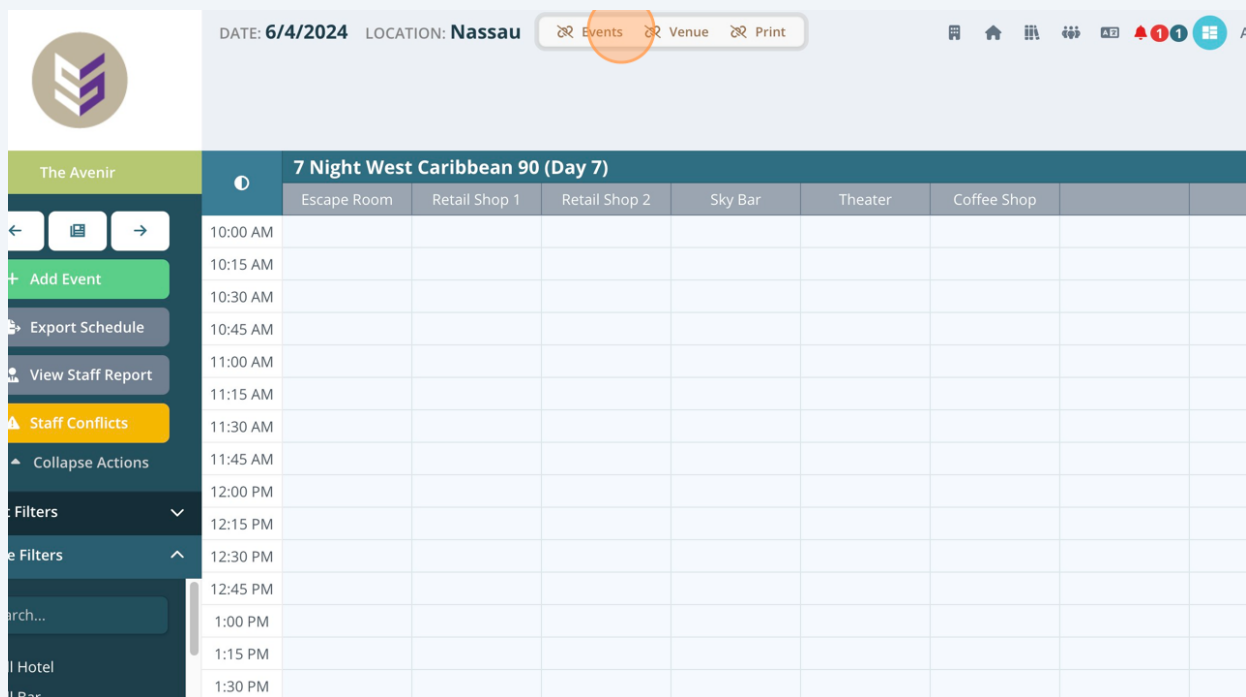 DATE: 6/4/2024 LOCATION: Nassau Events Venue Print 1 1
The Avenir
7 Night West Caribbean 90 (Day 7)
Escape Room Retail Shop 1 Retail Shop 2 Sky Bar Theater Coffee Shop
Add Event
Export Schedule
View Staff Report
Staff Conflicts
Collapse Actions
Filters
Filters
Hotel
10:00 AM
10:15 AM
10:30 AM
10:45 AM
11:00 AM
11:15 AM
11:30 AM
11:45 AM
12:00 PM
12:15 PM
12:30 PM
12:45 PM
1:00 PM
1:15 PM
1:30 PM